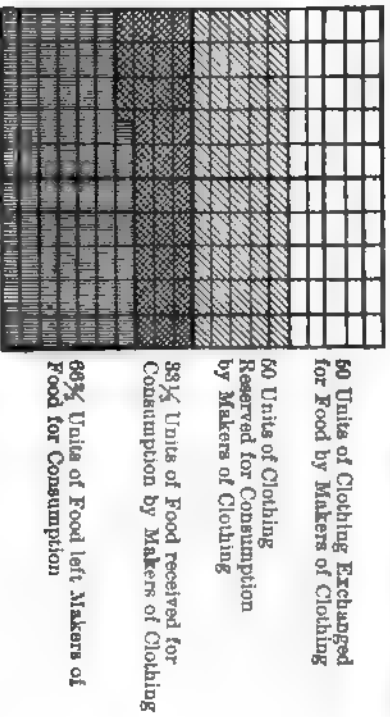 50 Units of Clothing Exchanged
for Food by Makers of Clothing
50 Units of Clothing
Reserved for Consumption
by Makers of Clothing
33⅓ Units of Food received for
Consumption by Makers of Clothing
66⅔ Units of Food left Makers of
Food for Consumption